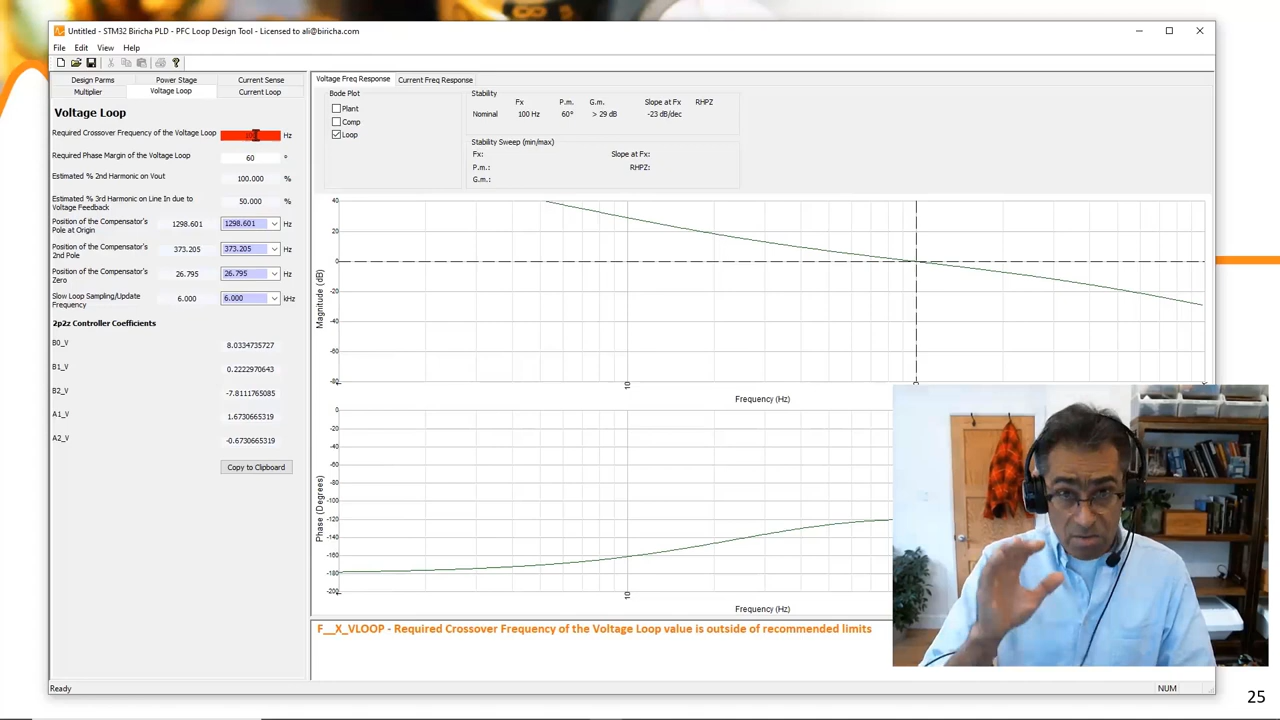 Untitled - STM32 Biricha PLD - PFC Loop Design Tool - Licensed to ali@biricha.com
File Edit View Help
Design Parms Power Stage Current Sense
Multiplier Voltage Loop Current Loop
Voltage Loop
Required Crossover Frequency of the Voltage Loop Hz
Required Phase Margin of the Voltage Loop 60 °
Estimated % 2nd Harmonic on Vout 100.000 %
Estimated % 3rd Harmonic on Line In due to
Voltage Feedback 50.000 %
Position of the Compensator's
Pole at Origin 1298.601 1298.601 Hz
Position of the Compensator's
2nd Pole 373.205 373.205 Hz
Position of the Compensator's
Zero 26.795 26.795 Hz
Slow Loop Sampling/Update
Frequency 6.000 6.000 kHz
2p2z Controller Coefficients
B0_V 8.0334735727
B1_V 0.2222970643
B2_V -7.8111765085
A1_V 1.6730665319
A2_V -0.6730665319
Copy to Clipboard
Voltage Freq Response Current Freq Response
Bode Plot
Plant
Comp
Loop
Stability
Fx P.m. G.m. Slope at Fx RHPZ
Nominal 100 Hz 60° > 29 dB -23 dB/dec
Stability Sweep (min/max)
Fx: Slope at Fx:
P.m.: RHPZ:
G.m.:
Magnitude (dB)
40
20
0
-20
-40
-60
-80
10
Frequency (Hz)
Phase (Degrees)
0
-20
-40
-60
-80
-100
-120
-140
-160
-180
-200
10
Frequency (Hz)
F__X_VLOOP - Required Crossover Frequency of the Voltage Loop value is outside of recommended limits
Ready NUM
25